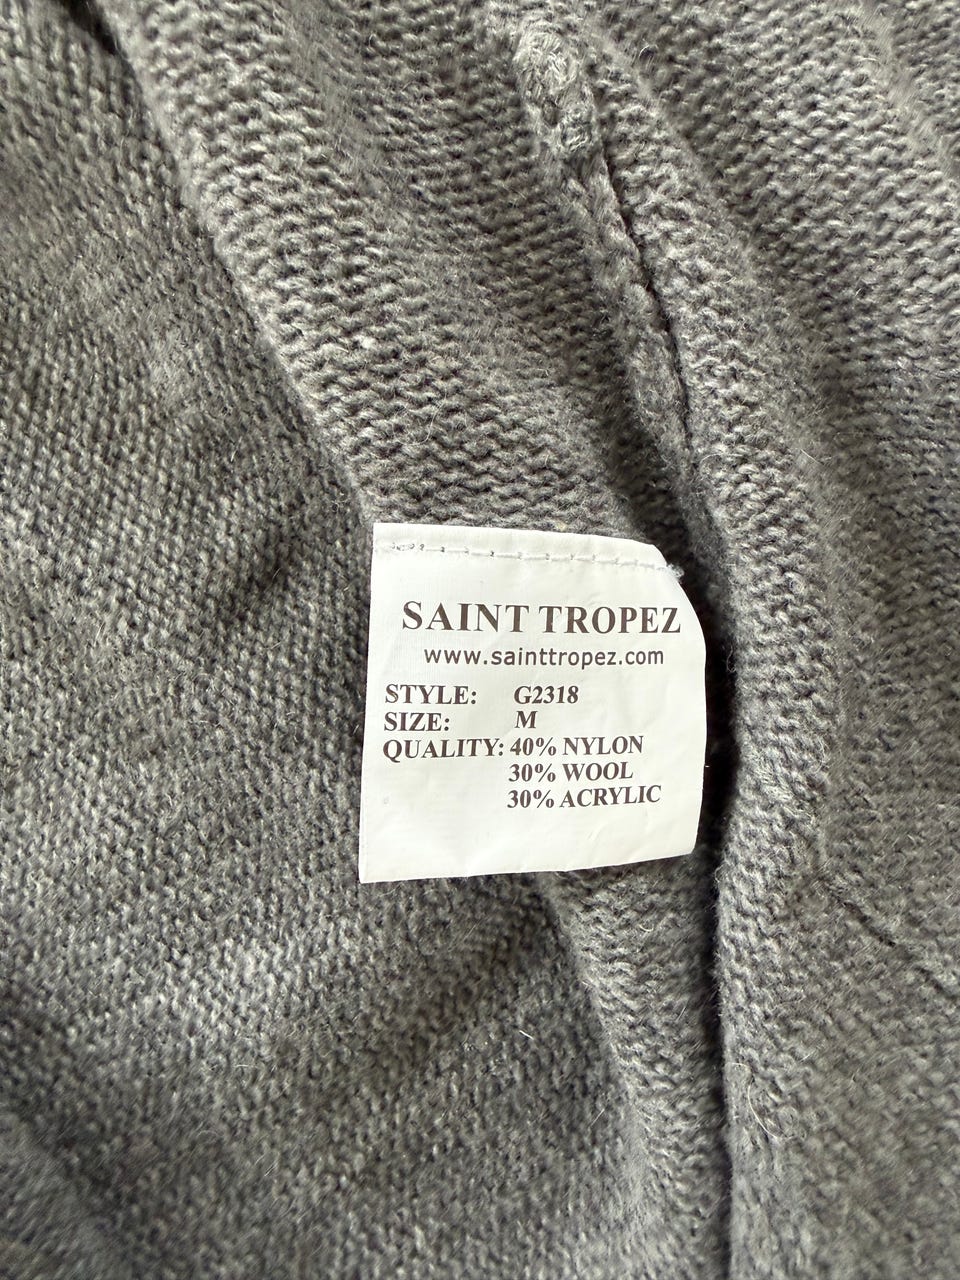 SAINT TROPEZ
www.sainttropez.com
STYLE: G2318
SIZE: M
QUALITY: 40% NYLON
30% WOOL
30% ACRYLIC